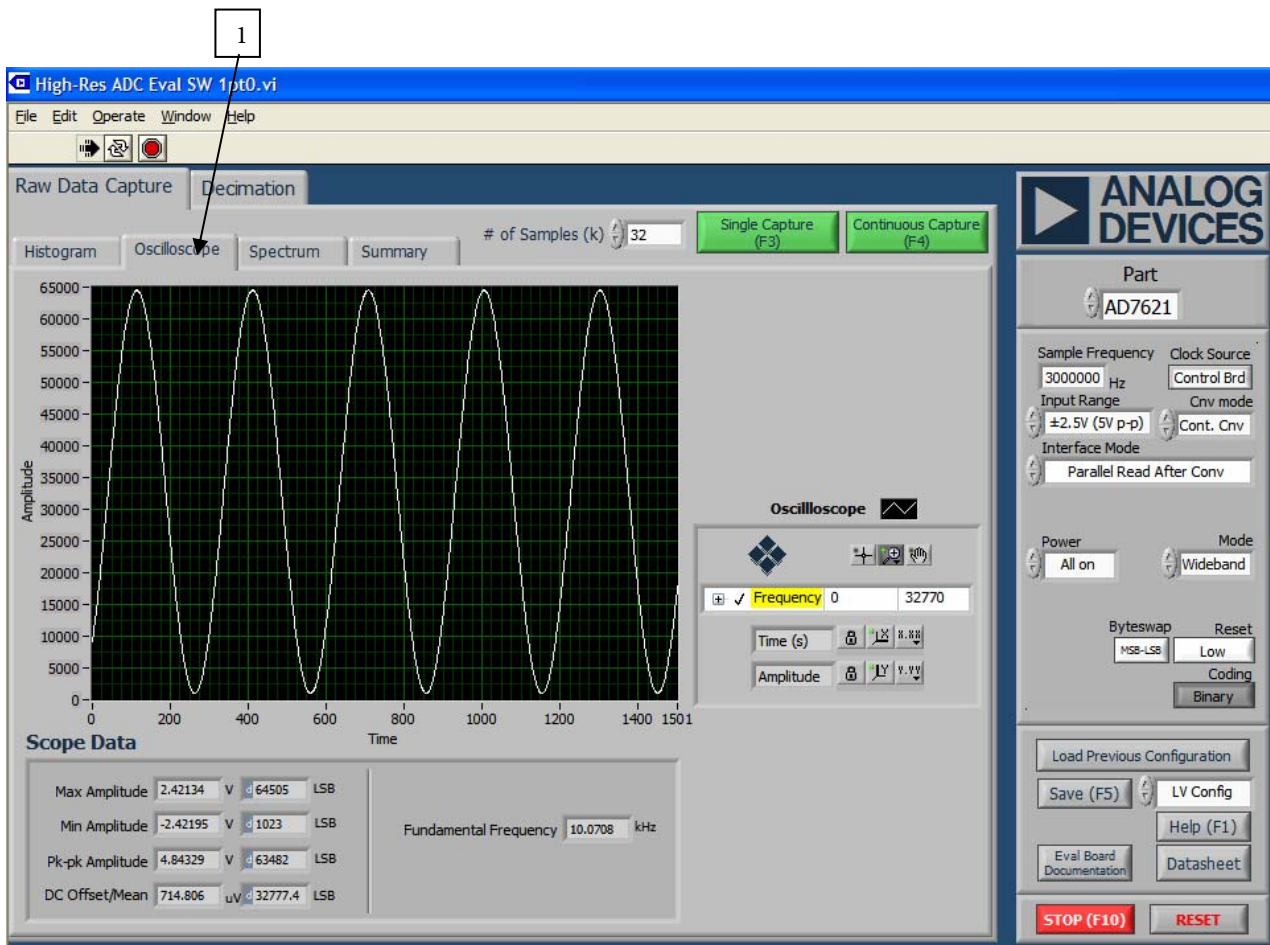 1
High-Res ADC Eval SW 1pt0.vi
File Edit Operate Window Help
Raw Data Capture Decimation
ANALOG
DEVICES
# of Samples (k) 32
Single Capture
(F3)
Continuous Capture
(F4)
Histogram Oscilloscope Spectrum Summary
65000
60000
55000
50000
45000
40000
35000
30000
25000
20000
15000
10000
5000
0
Amplitude
0 200 400 600 800 1000 1200 1400 1501
Time
Oscillloscope
Frequency 0 32770
Time (s)
X.XX
Amplitude
Y.YY
Scope Data
Max Amplitude 2.42134 V d 64505 LSB
Min Amplitude -2.42195 V d 1023 LSB
Pk-pk Amplitude 4.84329 V d 63482 LSB
DC Offset/Mean 714.806 uV d 32777.4 LSB
Fundamental Frequency 10.0708 kHz
Part
AD7621
Sample Frequency Clock Source
3000000 Hz Control Brd
Input Range Cnv mode
±2.5V (5V p-p) Cont. Cnv
Interface Mode
Parallel Read After Conv
Power Mode
All on Wideband
Byteswap Reset
MSB-LSB Low
Coding
Binary
Load Previous Configuration
Save (F5) LV Config
Help (F1)
Eval Board
Documentation
Datasheet
STOP (F10) RESET